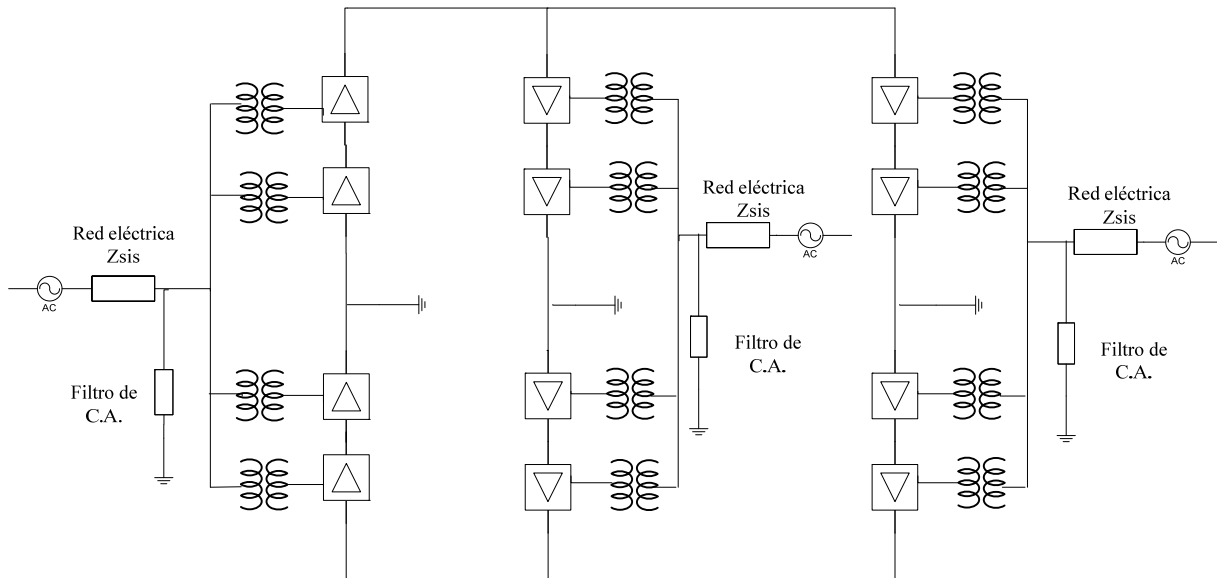 Red eléctrica
Zsis
AC
Filtro de
C.A.
Red eléctrica
Zsis
AC
Filtro de
C.A.
Red eléctrica
Zsis
AC
Filtro de
C.A.